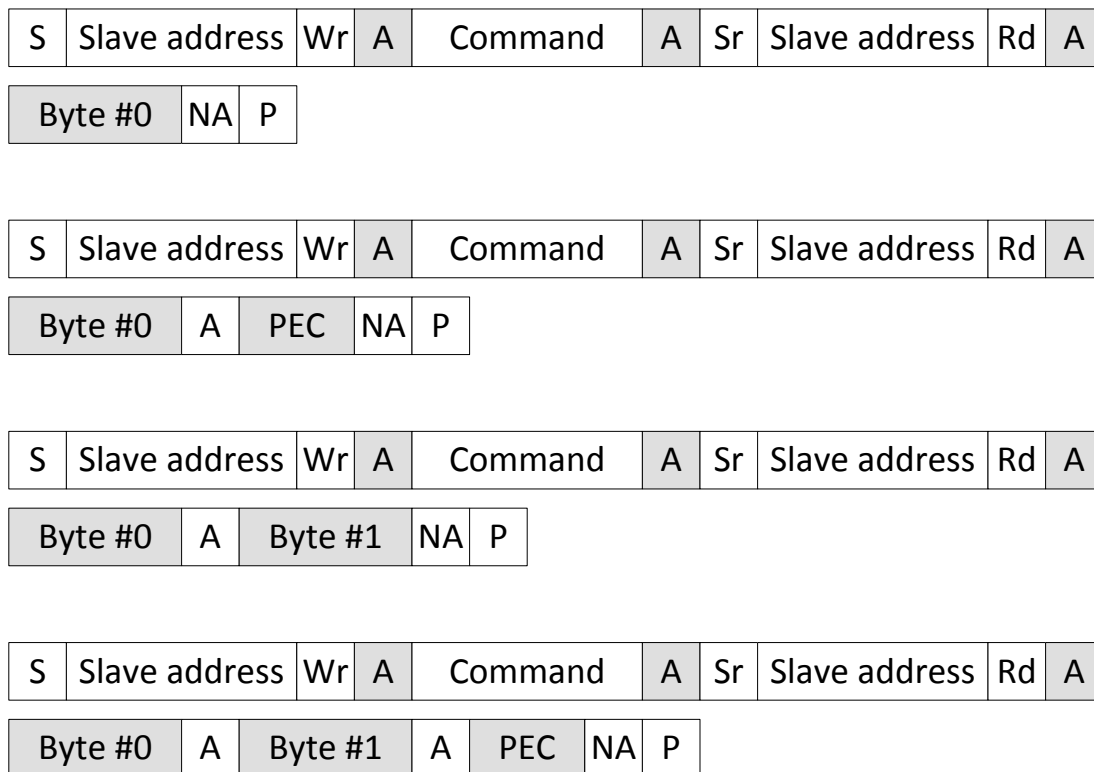 S Slave address Wr A Command A Sr Slave address Rd A
Byte #0 NA P
S Slave address Wr A Command A Sr Slave address Rd A
Byte #0 A PEC NA P
S Slave address Wr A Command A Sr Slave address Rd A
Byte #0 A Byte #1 NA P
S Slave address Wr A Command A Sr Slave address Rd A
Byte #0 A Byte #1 A PEC NA P